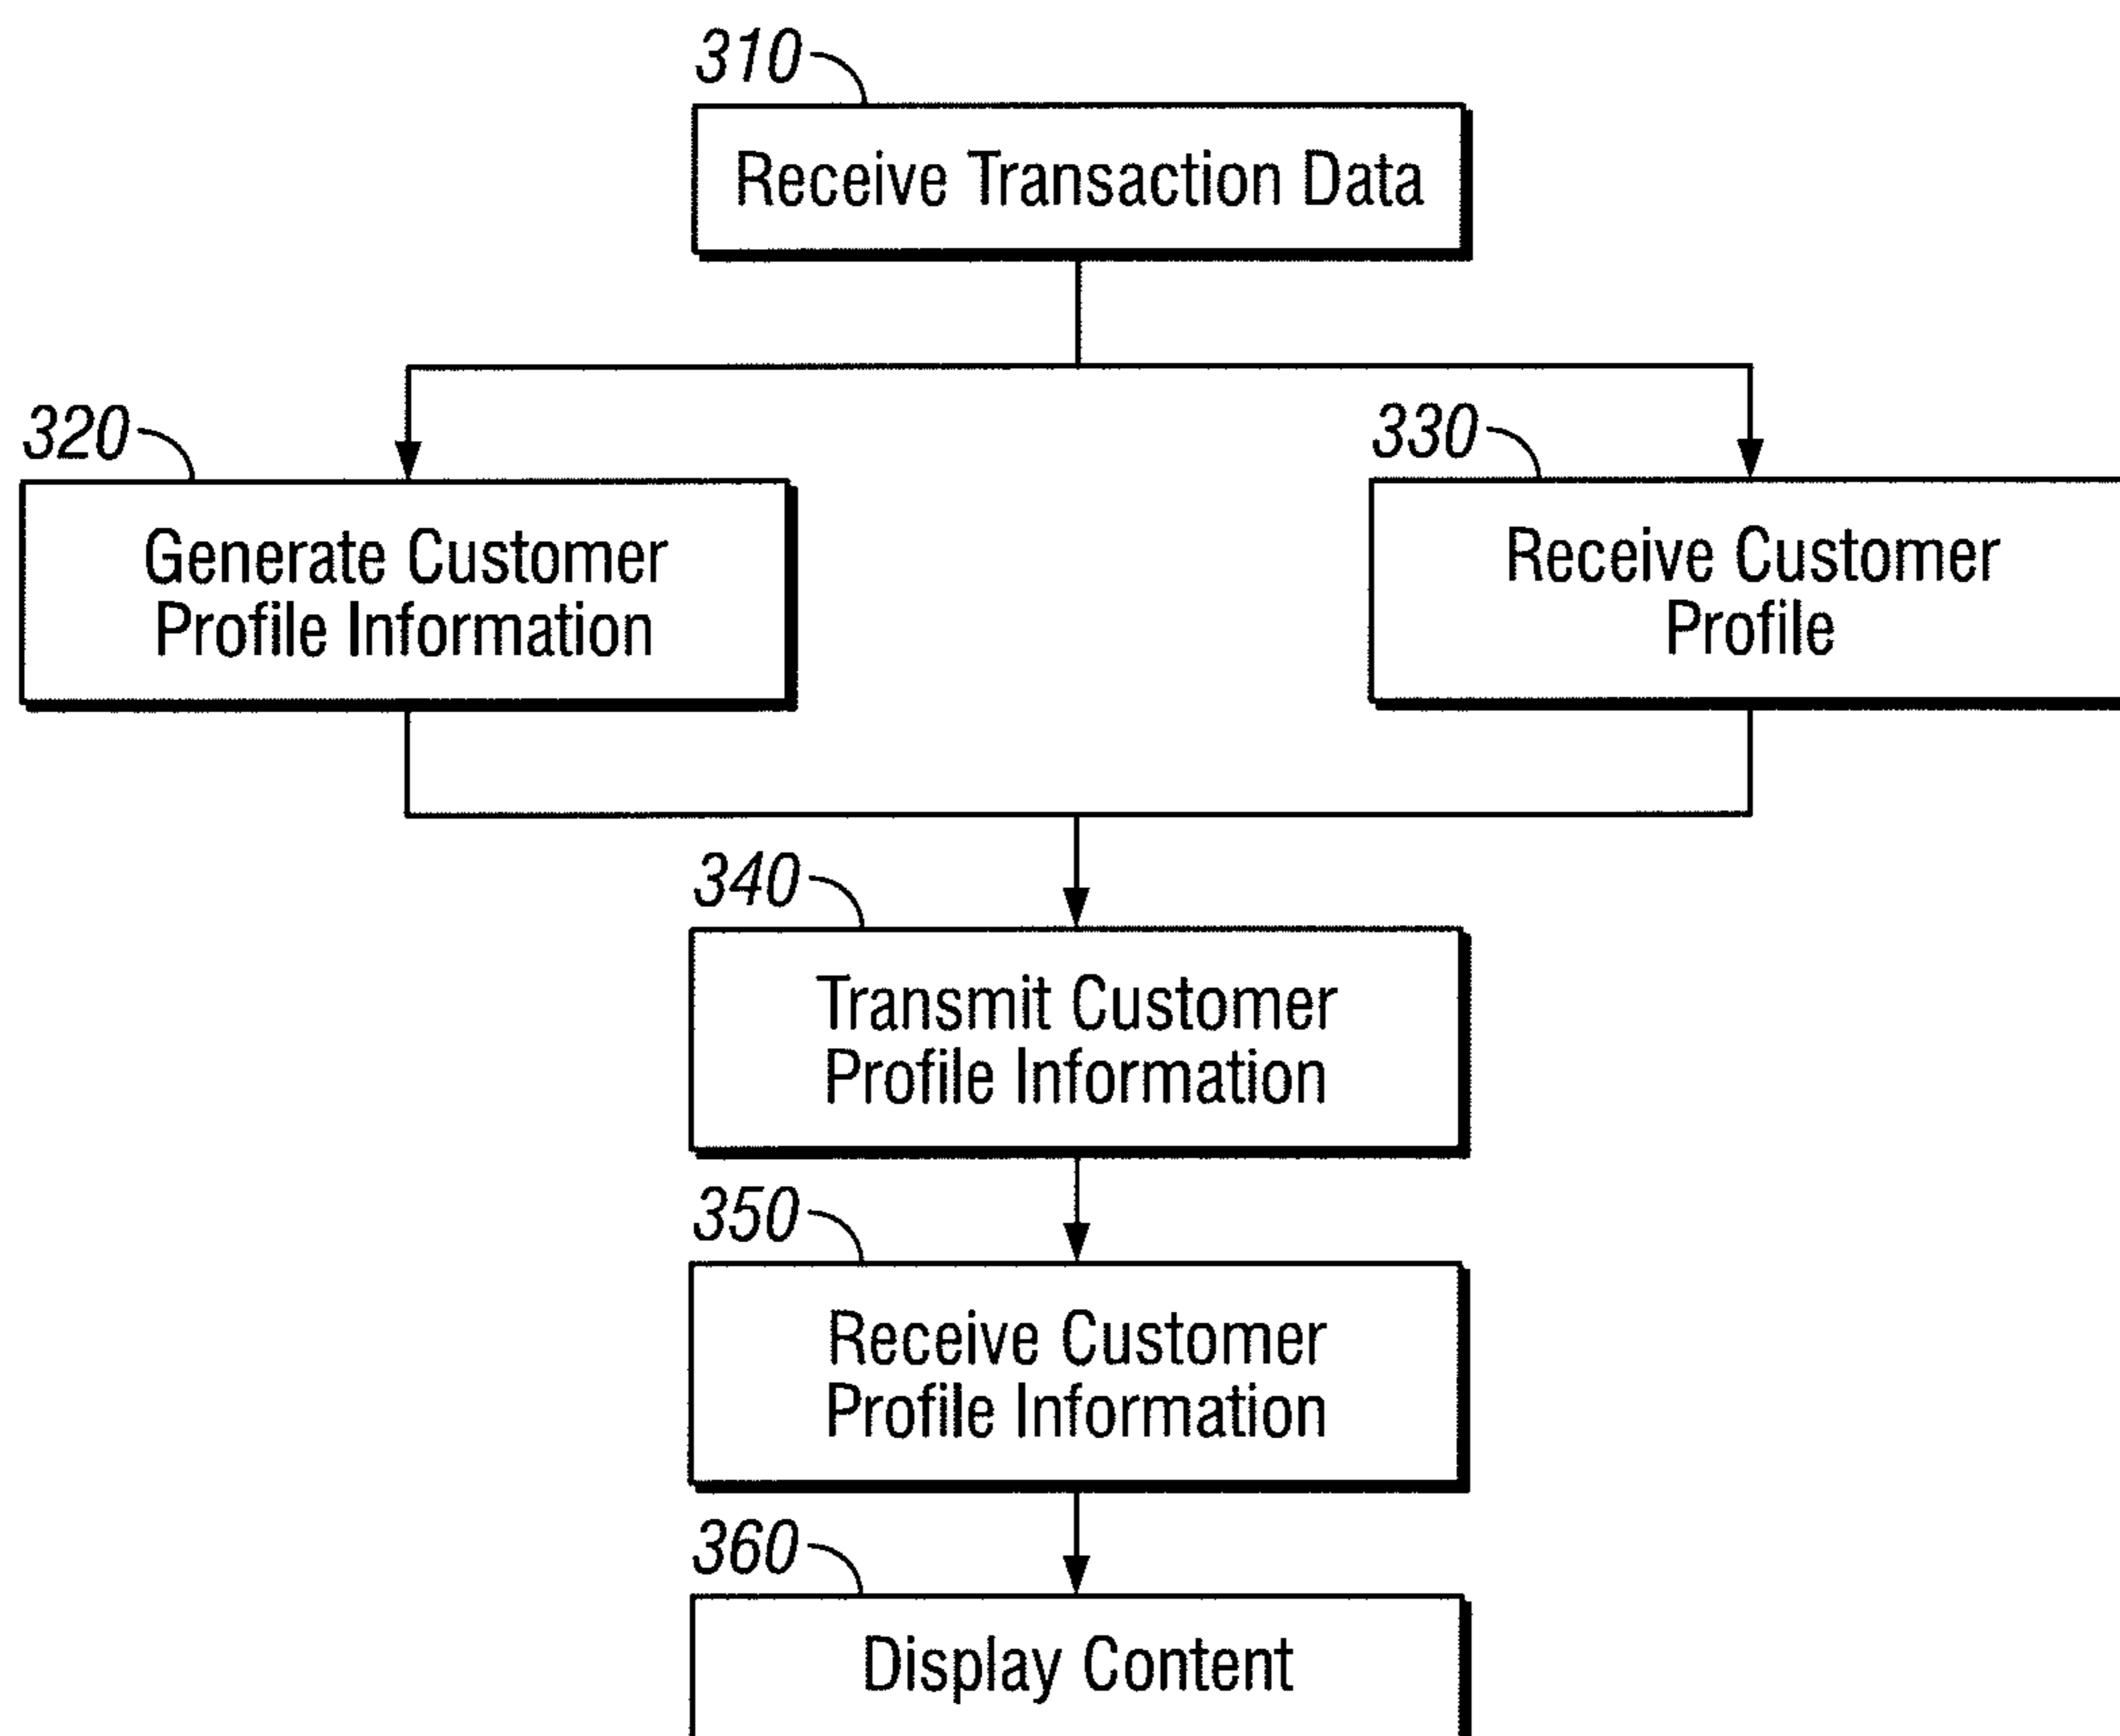 310
Receive Transaction Data
320
Generate Customer
Profile Information
330
Receive Customer
Profile
340
Transmit Customer
Profile Information
350
Receive Customer
Profile Information
360
Display Content